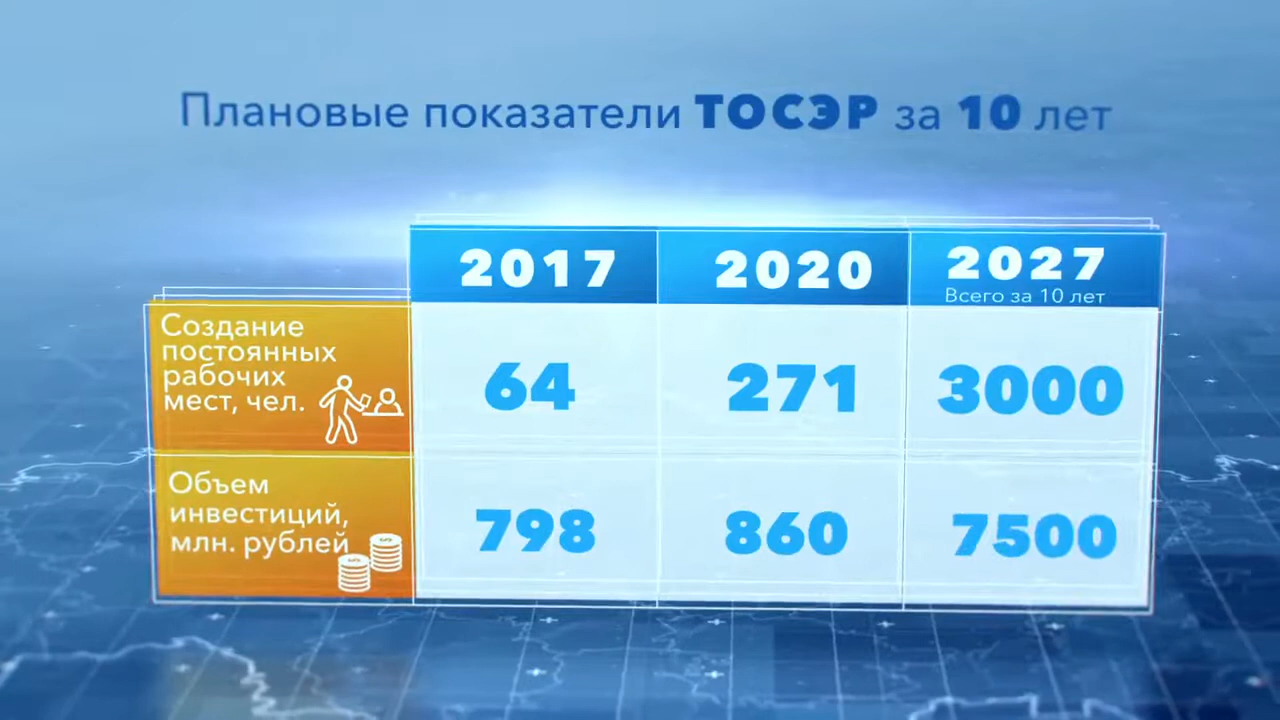 Плановые показатели ТОСЭР за 10 лет
2017 2020 2027
Всего за 10 лет
Создание
постоянных
рабочих
мест, чел.
64 271 3000
Объем
инвестиций,
млн. рублей
798 860 7500